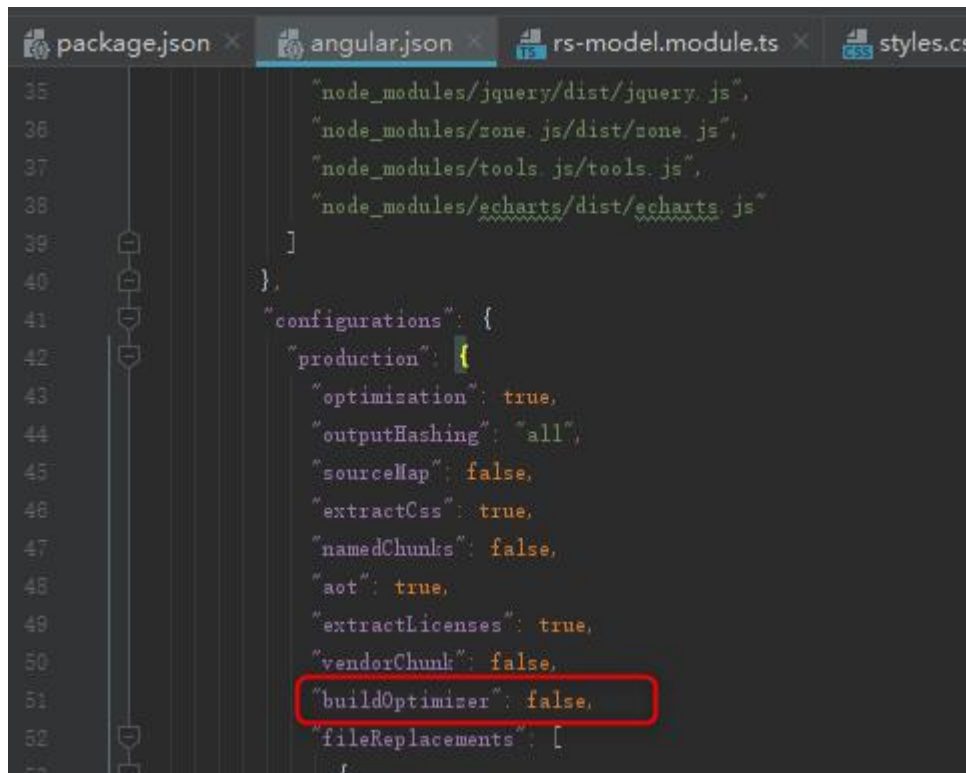 package.json × angular.json × rs-model.module.ts × styles.cs
35 "node_modules/jquery/dist/jquery.js",
36 "node_modules/zone.js/dist/zone.js",
37 "node_modules/tools.js/tools.js",
38 "node_modules/echarts/dist/echarts.js"
39 ]
40 },
41 "configurations": {
42 "production": {
43 "optimization": true,
44 "outputHashing": "all",
45 "sourceMap": false,
46 "extractCss": true,
47 "namedChunks": false,
48 "aot": true,
49 "extractLicenses": true,
50 "vendorChunk": false,
51 "buildOptimizer": false,
52 "fileReplacements": [
53 {